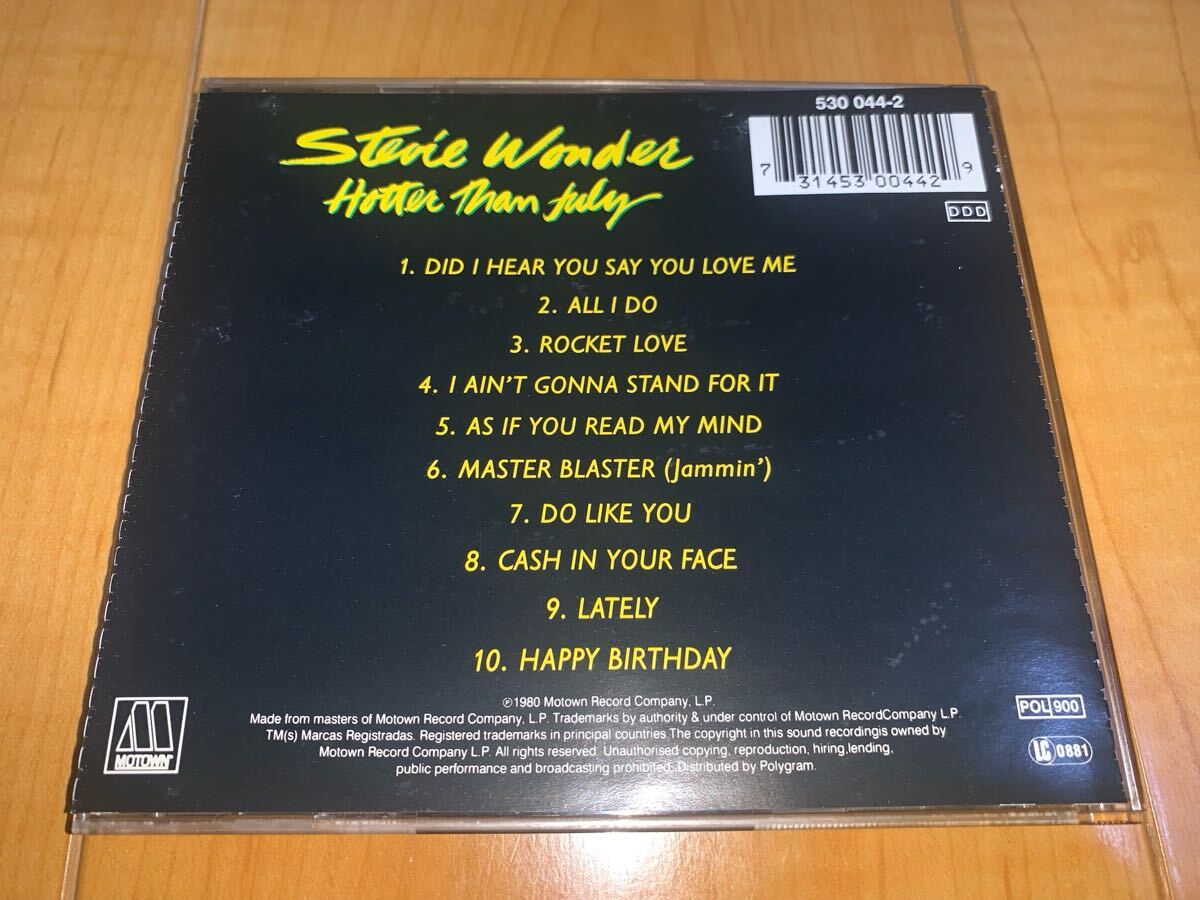 530 044-2
Stevie Wonder
Hotter Than July
7 31453 00442 9
DDD
1. DID I HEAR YOU SAY YOU LOVE ME
2. ALL I DO
3. ROCKET LOVE
4. I AIN'T GONNA STAND FOR IT
5. AS IF YOU READ MY MIND
6. MASTER BLASTER (Jammin')
7. DO LIKE YOU
8. CASH IN YOUR FACE
9. LATELY
10. HAPPY BIRTHDAY
℗1980 Motown Record Company, L.P.
Made from masters of Motown Record Company, L.P. Trademarks by authority & under control of Motown RecordCompany L.P.
TM(s) Marcas Registradas. Registered trademarks in principal countries.The copyright in this sound recordingis owned by
Motown Record Company L.P. All rights reserved. Unauthorised copying, reproduction, hiring,lending,
public performance and broadcasting prohibited. Distributed by Polygram.
MOTOWN
POL 900
LC 0881